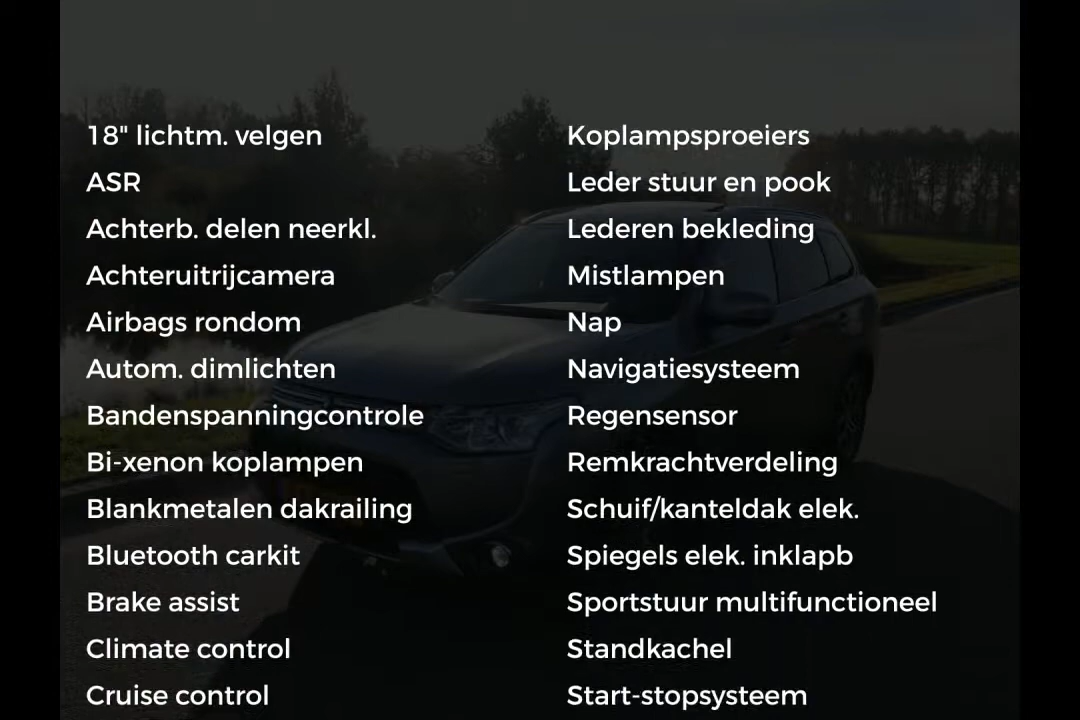 18" lichtm. velgen
ASR
Achterb. delen neerkl.
Achteruitrijcamera
Airbags rondom
Autom. dimlichten
Bandenspanningcontrole
Bi-xenon koplampen
Blankmetalen dakrailing
Bluetooth carkit
Brake assist
Climate control
Cruise control
Koplampsproeiers
Leder stuur en pook
Lederen bekleding
Mistlampen
Nap
Navigatiesysteem
Regensensor
Remkrachtverdeling
Schuif/kanteldak elek.
Spiegels elek. inklapb
Sportstuur multifunctioneel
Standkachel
Start-stopsysteem